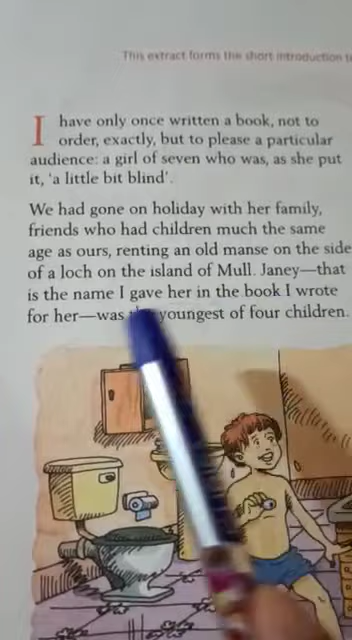 This extract forms the short introduction
I have only once written a book, not to
order, exactly, but to please a particular
audience: a girl of seven who was, as she put
it, 'a little bit blind'.
We had gone on holiday with her family,
friends who had children much the same
age as ours, renting an old manse on the side
of a loch on the island of Mull. Janey—that
is the name I gave her in the book I wrote
for her—was youngest of four children.